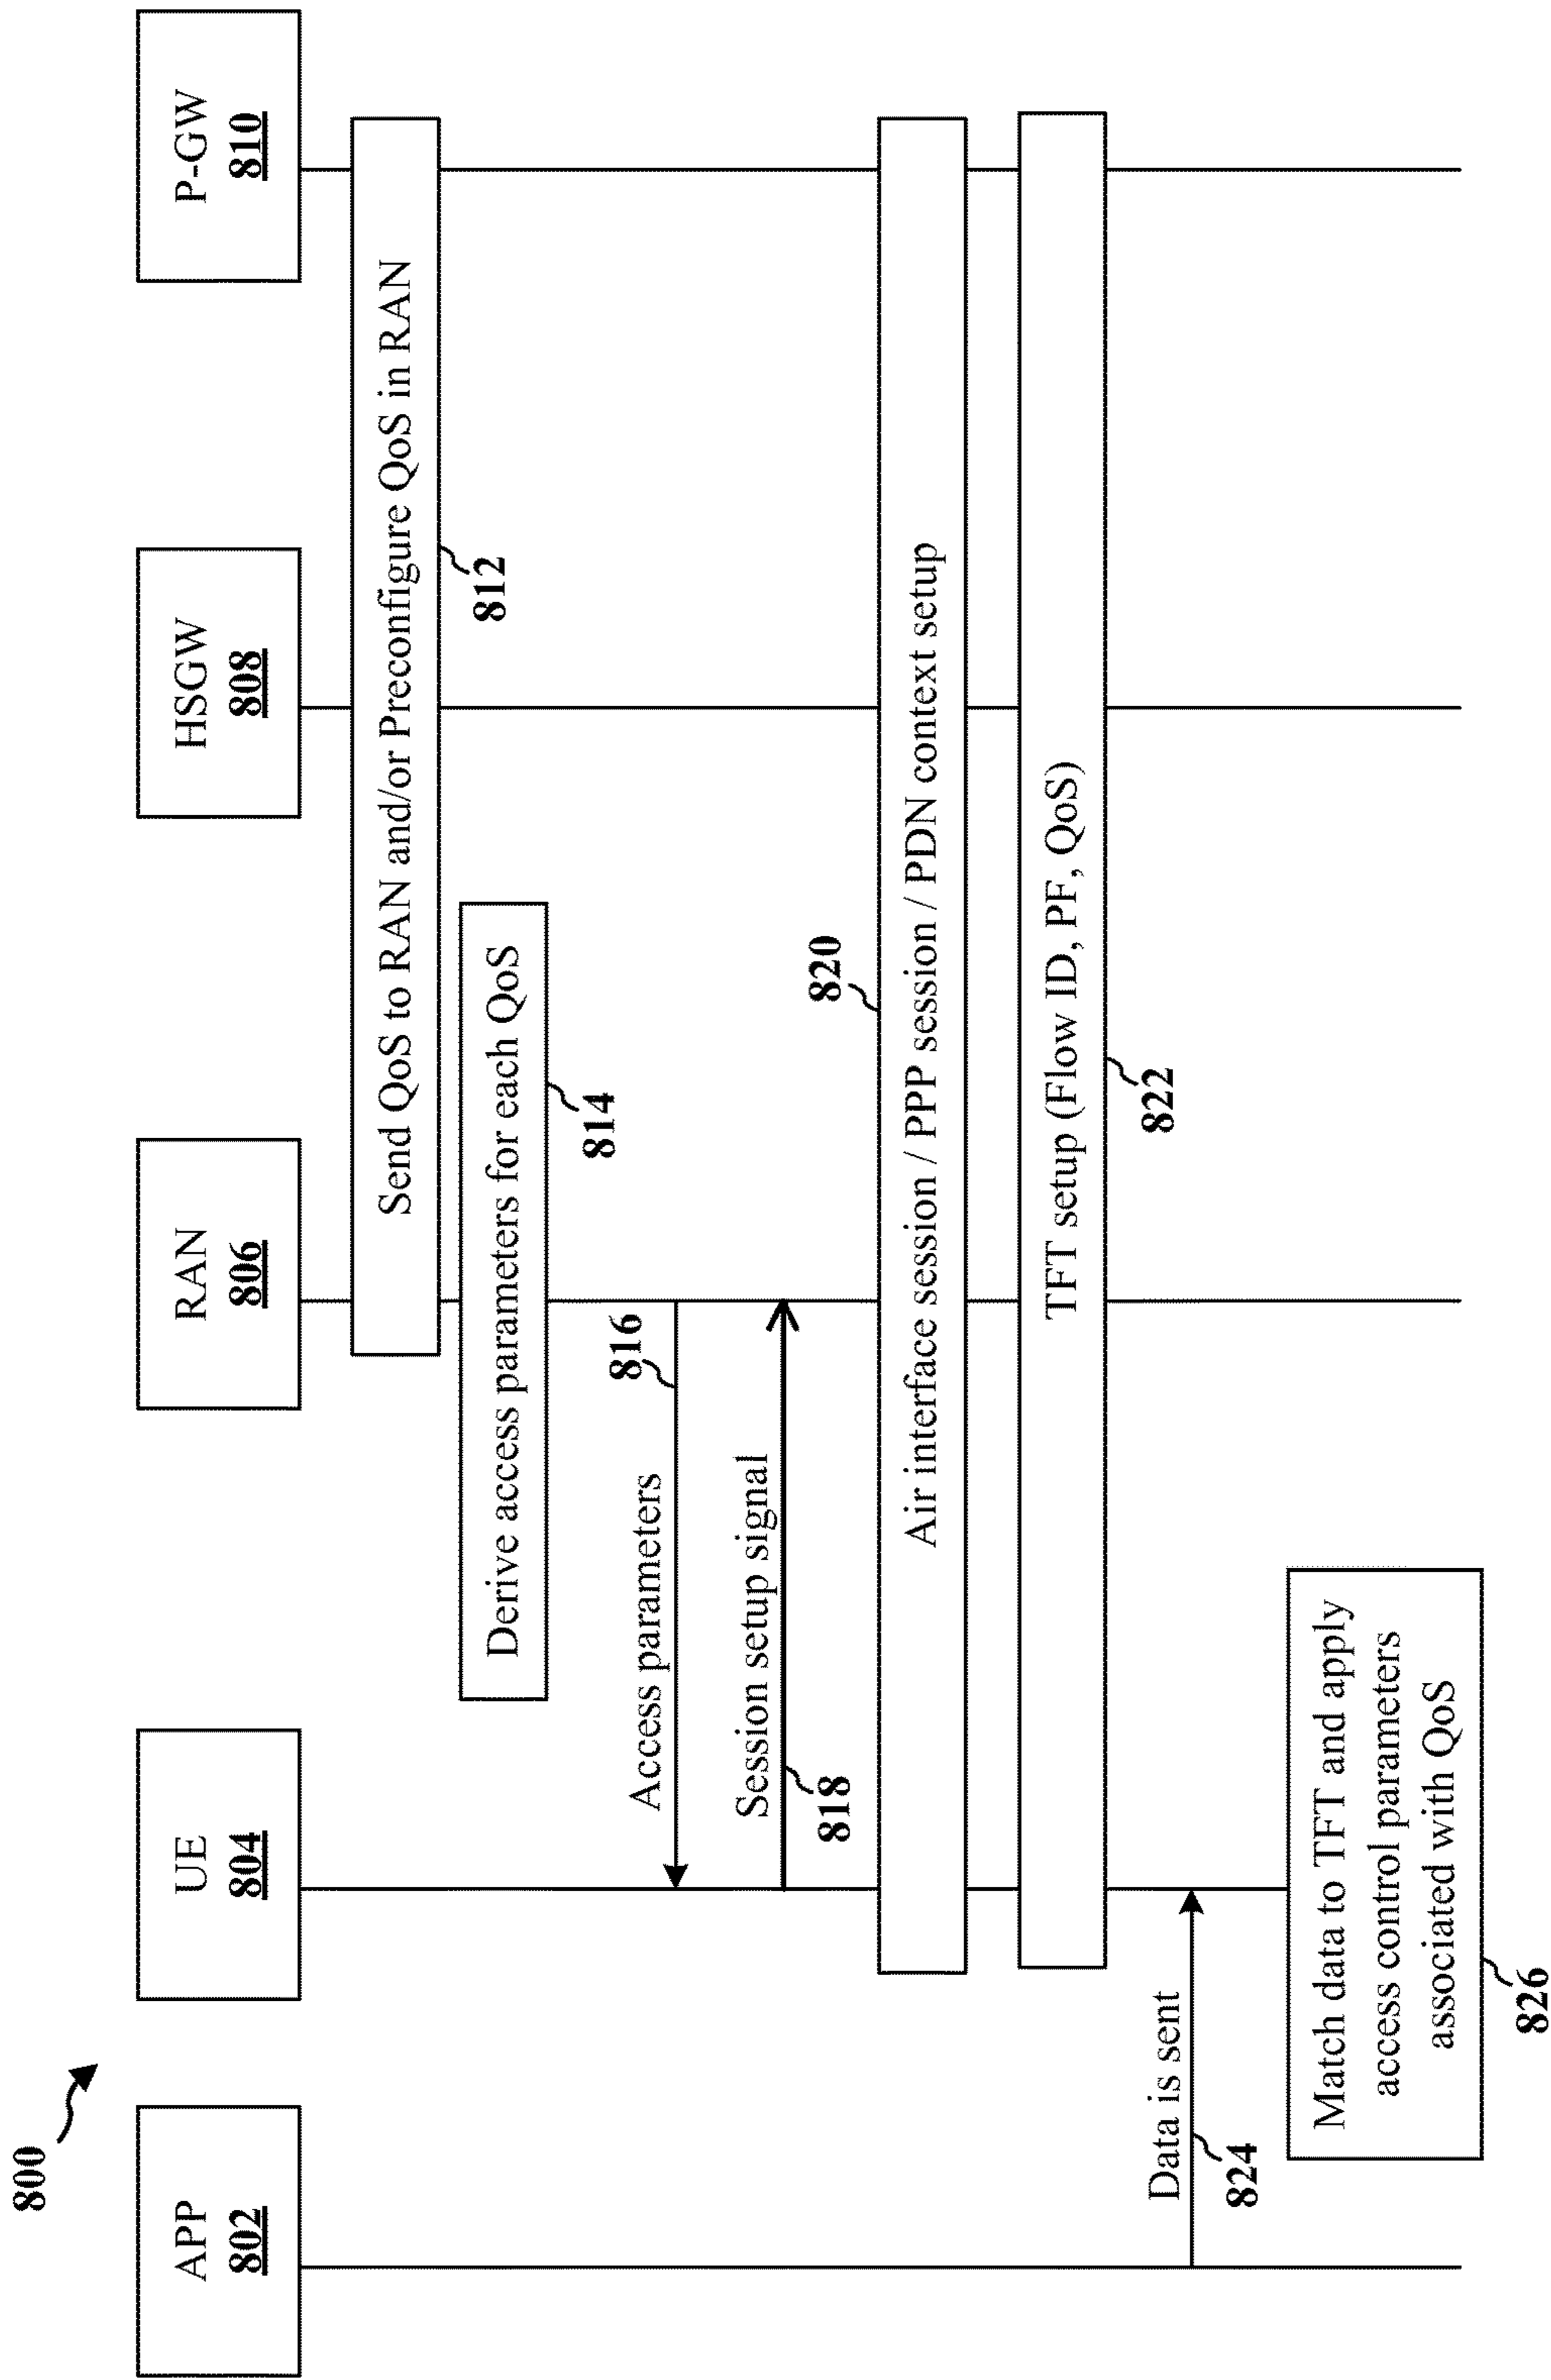 800
APP
802
UE
804
RAN
806
HSGW
808
P-GW
810
Send QoS to RAN and/or Preconfigure QoS in RAN
812
Derive access parameters for each QoS
814
Access parameters
816
Session setup signal
818
820
Air interface session / PPP session / PDN context setup
TFT setup (Flow ID, PF, QoS)
822
Data is sent
824
Match data to TFT and apply
access control parameters
associated with QoS
826